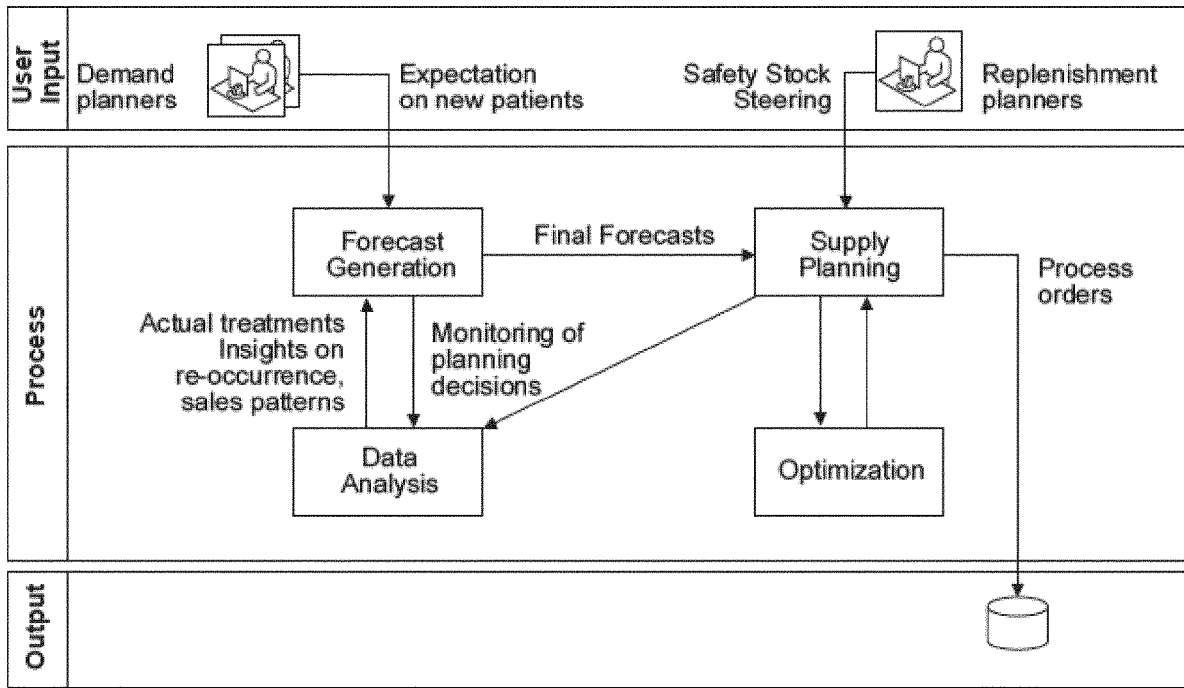 User
Input
Demand
planners
Expectation
on new patients
Safety Stock
Steering
Replenishment
planners
Process
Forecast
Generation
Final Forecasts
Supply
Planning
Process
orders
Actual treatments
Insights on
re-occurrence,
sales patterns
Monitoring of
planning
decisions
Data
Analysis
Optimization
Output